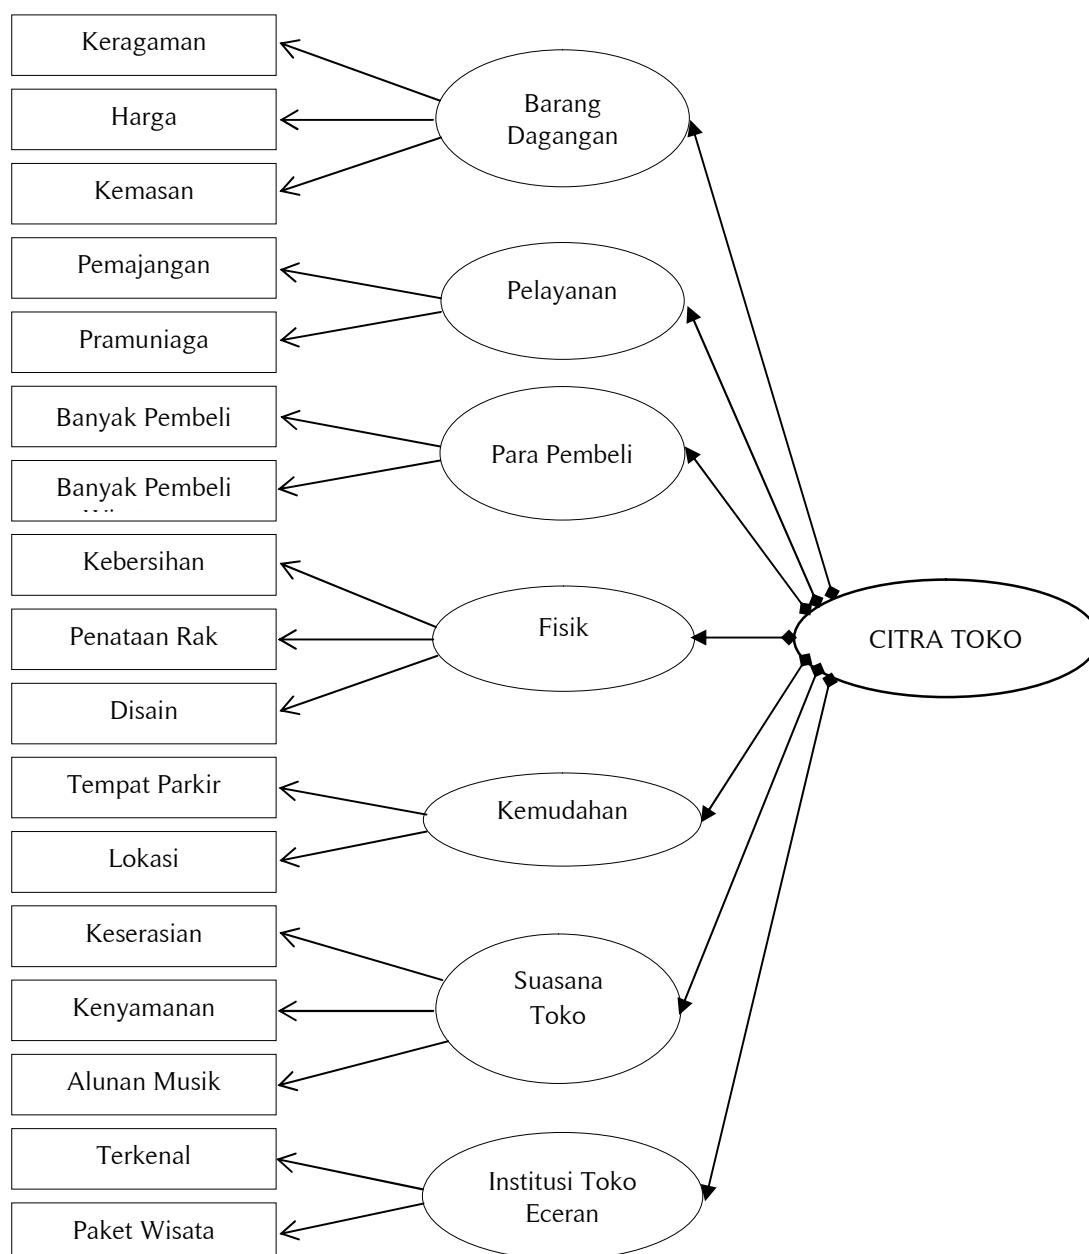 Keragaman
Harga
Kemasan
Pemajangan
Pramuniaga
Banyak Pembeli
Banyak Pembeli
Kebersihan
Penataan Rak
Disain
Tempat Parkir
Lokasi
Keserasian
Kenyamanan
Alunan Musik
Terkenal
Paket Wisata
Barang
Dagangan
Pelayanan
Para Pembeli
Fisik
Kemudahan
Suasana
Toko
Institusi Toko
Eceran
CITRA TOKO